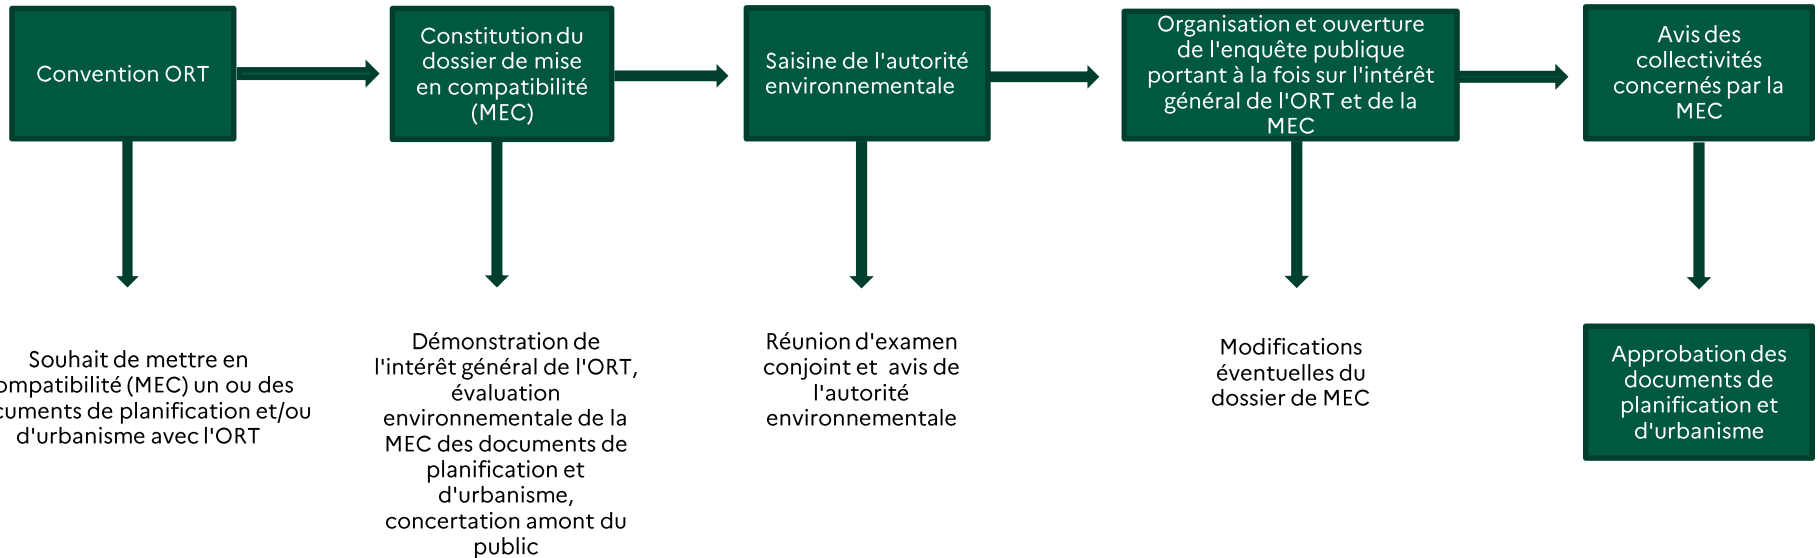 Convention ORT
Constitution du
dossier de mise
en compatibilité
(MEC)
Saisine de l'autorité
environnementale
Organisation et ouverture
de l'enquête publique
portant à la fois sur l'intérêt
général de l'ORT et de la
MEC
Avis des
collectivités
concernés par la
MEC
Souhait de mettre en
ompatibilité (MEC) un ou des
cuments de planification et/ou
d'urbanisme avec l'ORT
Démonstration de
l'intérêt général de l'ORT,
évaluation
environnementale de la
MEC des documents de
planification et
d'urbanisme,
concertation amont du
public
Réunion d'examen
conjoint et avis de
l'autorité
environnementale
Modifications
éventuelles du
dossier de MEC
Approbation des
documents de
planification et
d'urbanisme